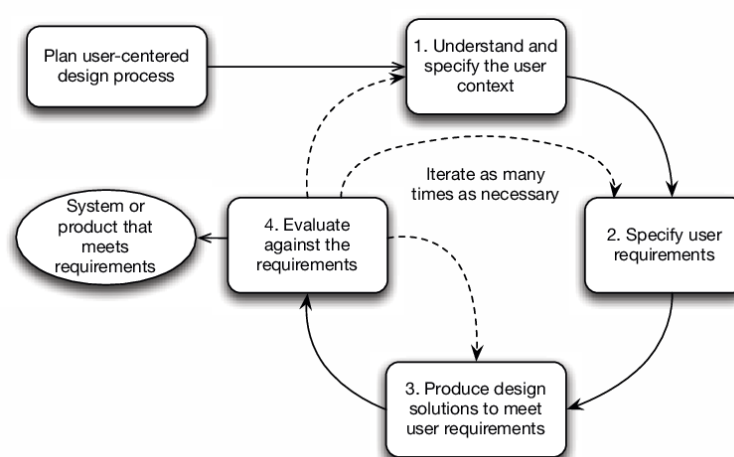 Plan user-centered
design process
1. Understand and
specify the user
context
Iterate as many
times as necessary
System or
product that
meets
requirements
4. Evaluate
against the
requirements
2. Specify user
requirements
3. Produce design
solutions to meet
user requirements